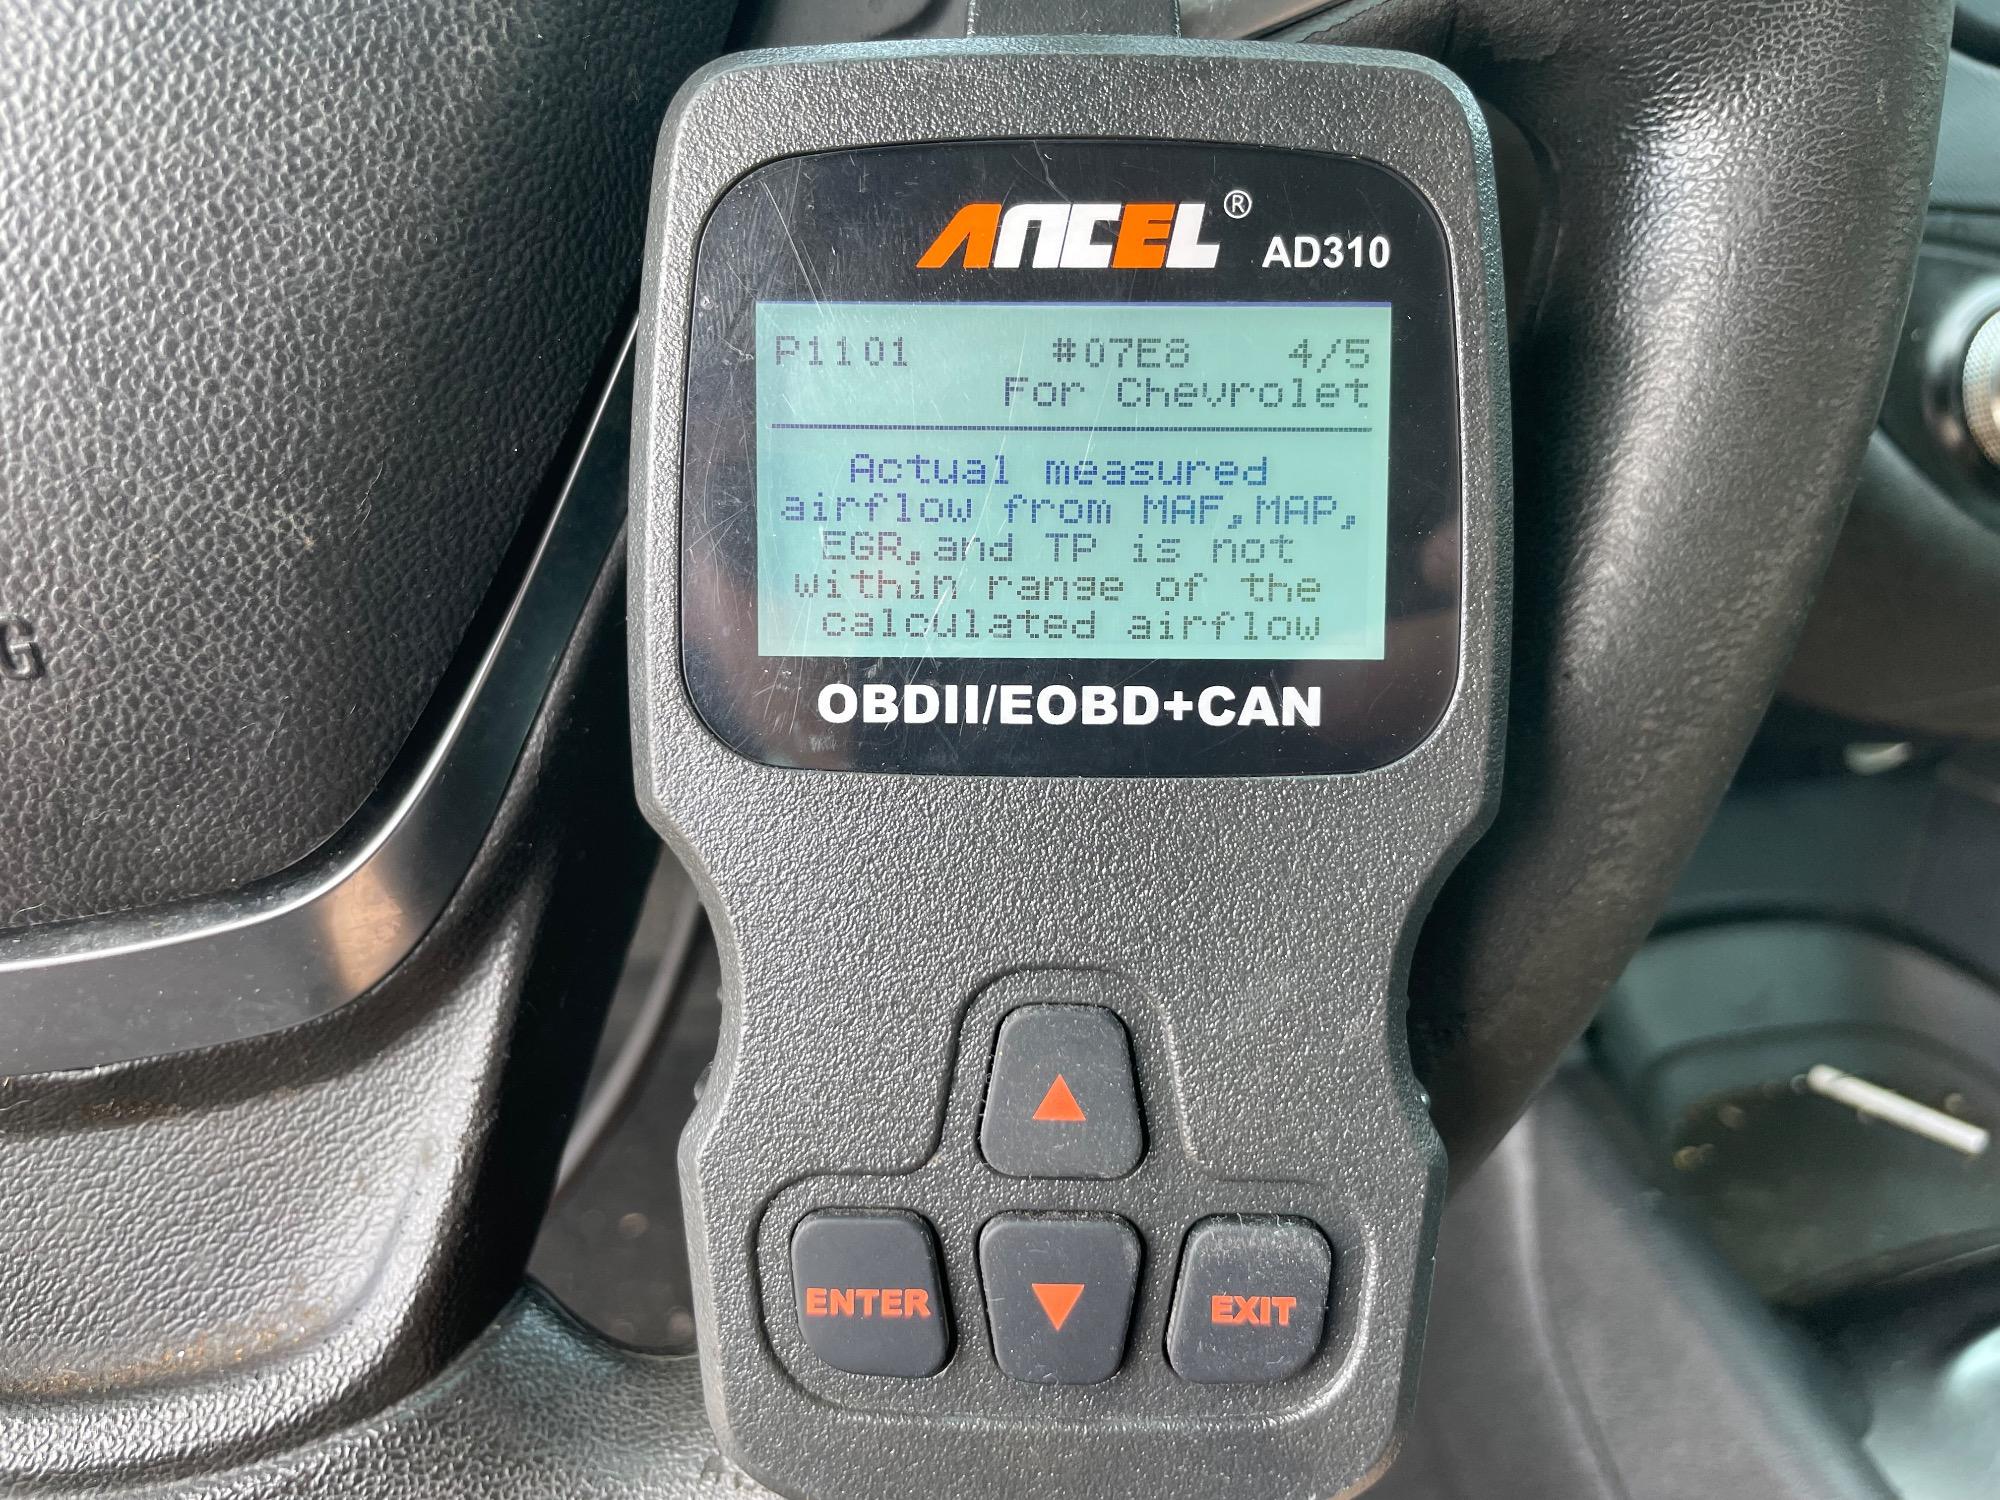 ANCEL® AD310
P1101 #07E8 4/5
For Chevrolet
Actual measured
airflow from MAF,MAP,
EGR,and TP is not
within range of the
calculated airflow
OBDII/EOBD+CAN
G
▲
ENTER ▼ EXIT